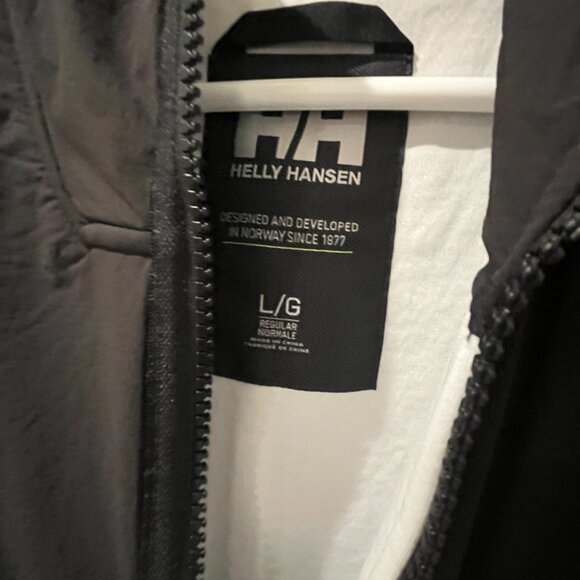 HH
HELLY HANSEN
DESIGNED AND DEVELOPED
IN NORWAY SINCE 1877
L/G
REGULAR
NORMALE
MADE IN CHINA
FABRIQUÉ EN CHINE